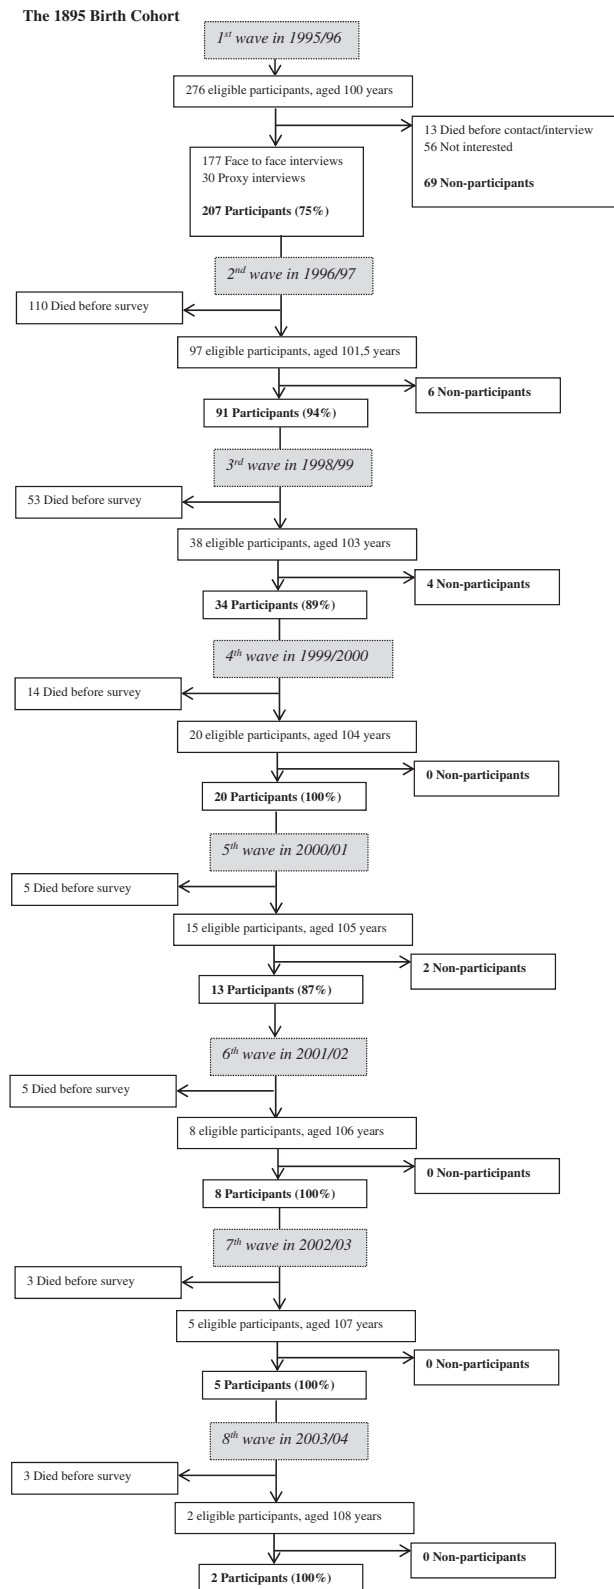 The 1895 Birth Cohort
1st wave in 1995/96
276 eligible participants, aged 100 years
13 Died before contact/interview
56 Not interested
69 Non-participants
177 Face to face interviews
30 Proxy interviews
207 Participants (75%)
2nd wave in 1996/97
110 Died before survey
97 eligible participants, aged 101,5 years
6 Non-participants
91 Participants (94%)
3rd wave in 1998/99
53 Died before survey
38 eligible participants, aged 103 years
4 Non-participants
34 Participants (89%)
4th wave in 1999/2000
14 Died before survey
20 eligible participants, aged 104 years
0 Non-participants
20 Participants (100%)
5th wave in 2000/01
5 Died before survey
15 eligible participants, aged 105 years
2 Non-participants
13 Participants (87%)
6th wave in 2001/02
5 Died before survey
8 eligible participants, aged 106 years
0 Non-participants
8 Participants (100%)
7th wave in 2002/03
3 Died before survey
5 eligible participants, aged 107 years
0 Non-participants
5 Participants (100%)
8th wave in 2003/04
3 Died before survey
2 eligible participants, aged 108 years
0 Non-participants
2 Participants (100%)